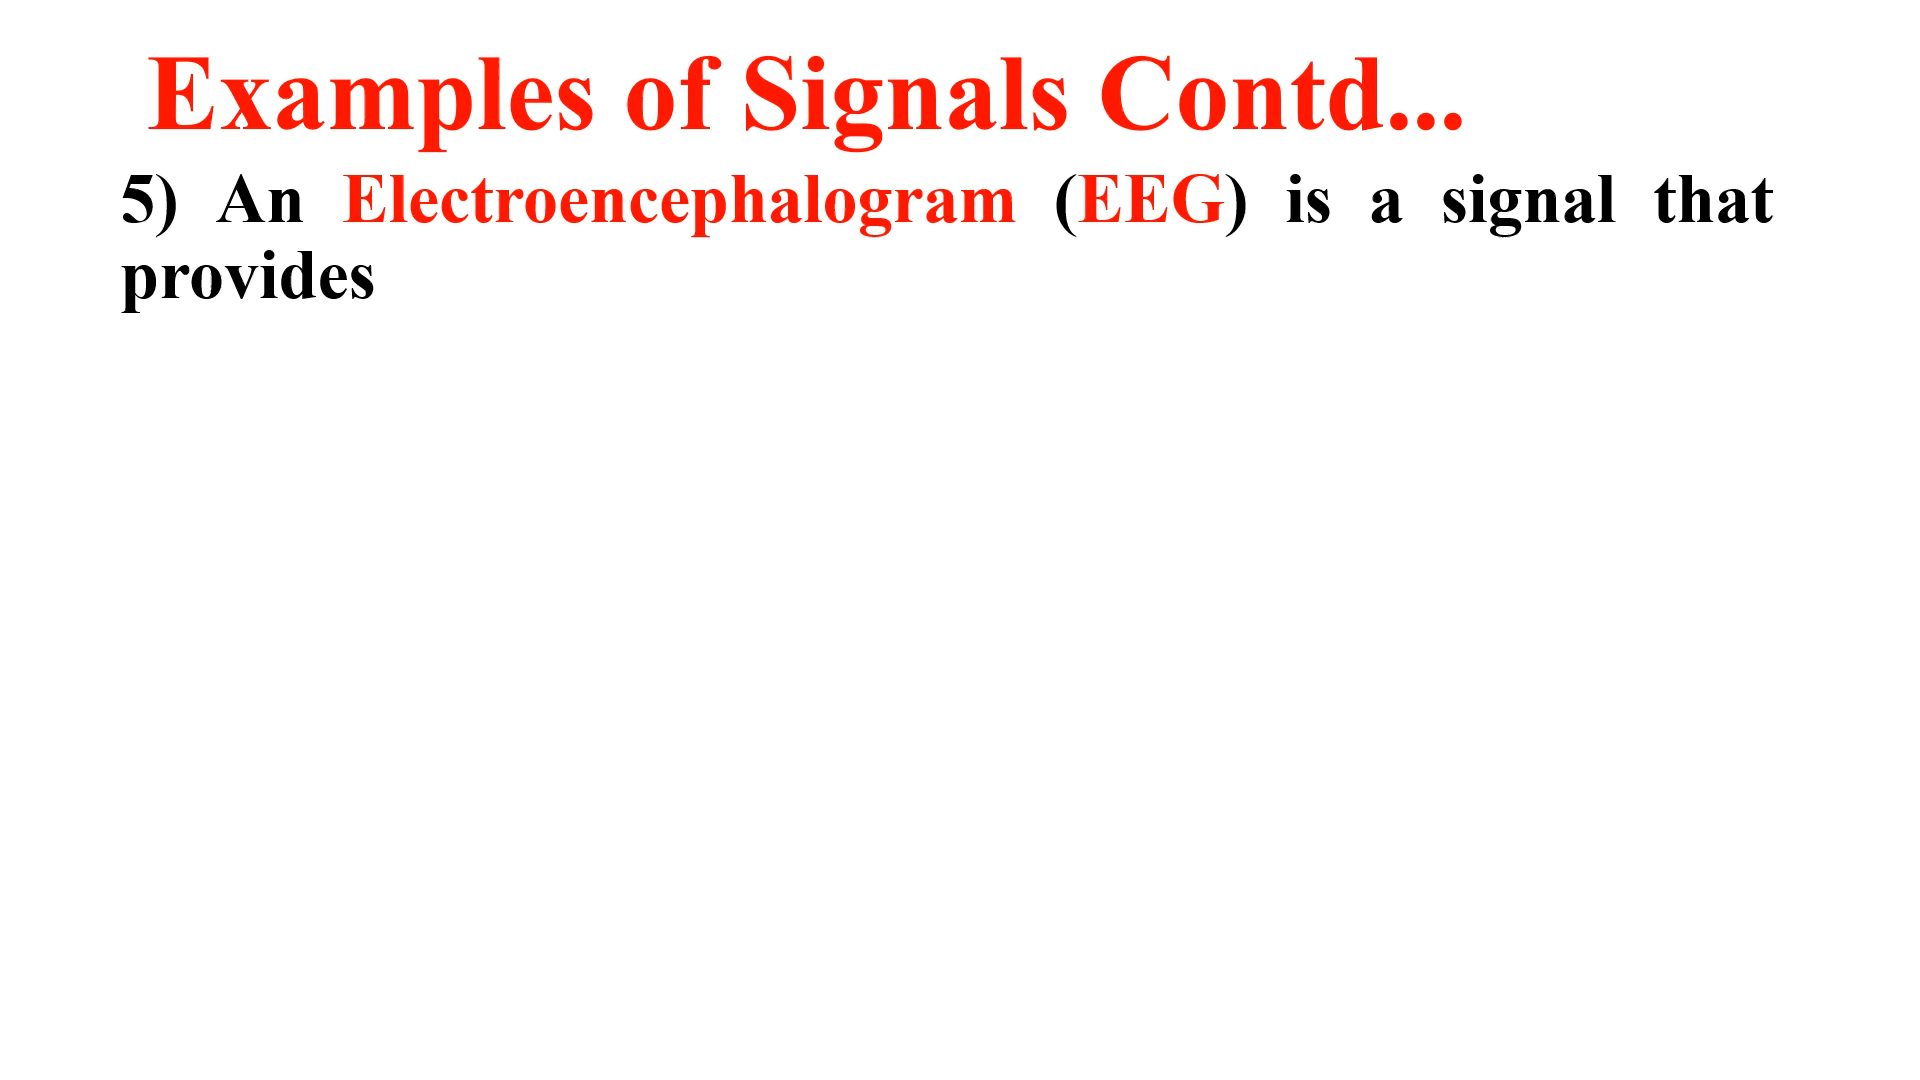 Examples of Signals Contd...
5) An Electroencephalogram (EEG) is a signal that
provides